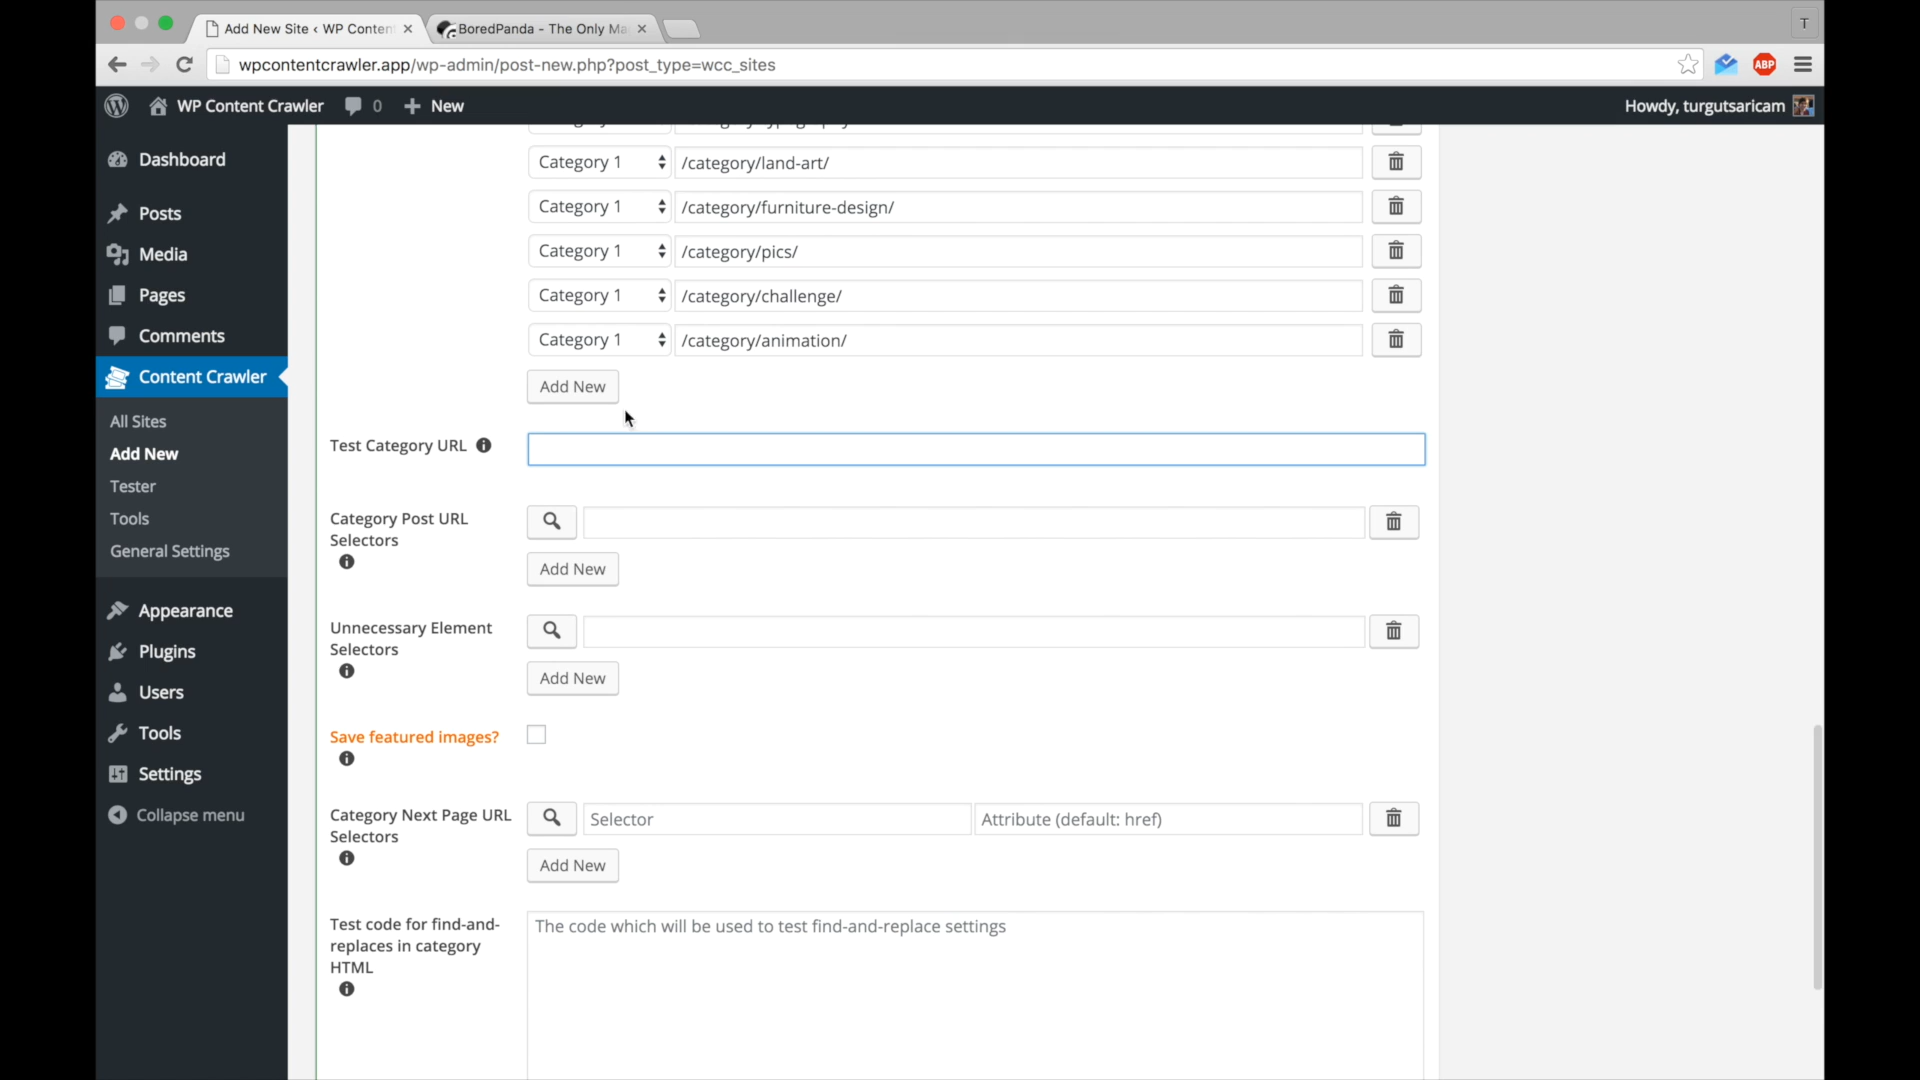 Add New Site ‹ WP Conten
BoredPanda - The Only Ma
T
wpcontentcrawler.app/wp-admin/post-new.php?post_type=wcc_sites
ABP
WP Content Crawler 0 New
Howdy, turgutsaricam
Dashboard
Posts
Media
Pages
Comments
Content Crawler
All Sites
Add New
Tester
Tools
General Settings
Appearance
Plugins
Users
Tools
Settings
Collapse menu
Category 1 /category/land-art/
Category 1 /category/furniture-design/
Category 1 /category/pics/
Category 1 /category/challenge/
Category 1 /category/animation/
Add New
Test Category URL
Category Post URL
Selectors
Add New
Unnecessary Element
Selectors
Add New
Save featured images?
Category Next Page URL
Selectors
Selector
Attribute (default: href)
Add New
Test code for find-and-
replaces in category
HTML
The code which will be used to test find-and-replace settings